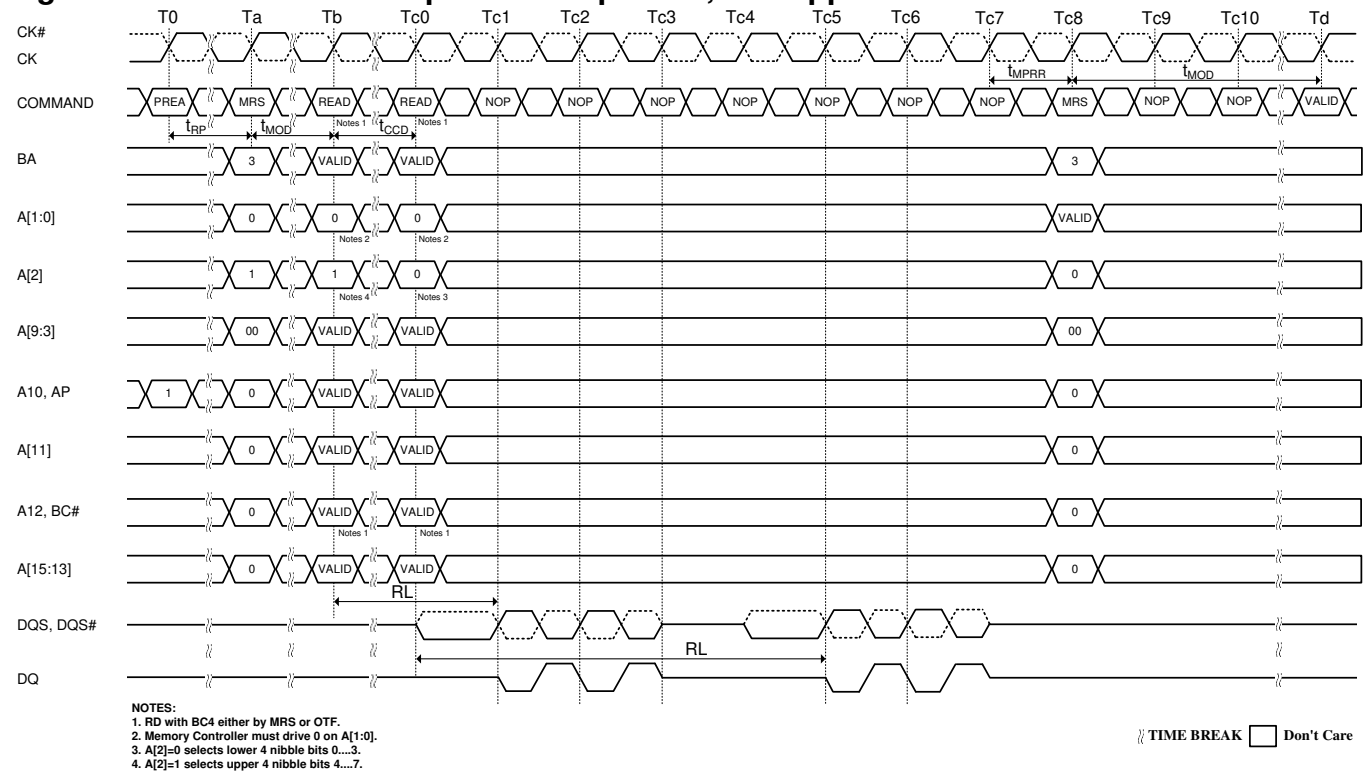 T0 Ta Tb Tc0 Tc1 Tc2 Tc3 Tc4 Tc5 Tc6 Tc7 Tc8 Tc9 Tc10 Td
CK#
CK
tMPRR tMOD
COMMAND PREA MRS READ READ NOP NOP NOP NOP NOP NOP NOP MRS NOP NOP VALID
Notes 1 Notes 1
tRP tMOD tCCD
BA 3 VALID VALID 3
A[1:0] 0 0 0 VALID
Notes 2 Notes 2
A[2] 1 1 0 0
Notes 4 Notes 3
A[9:3] 00 VALID VALID 00
A10, AP 1 0 VALID VALID 0
A[11] 0 VALID VALID 0
A12, BC# 0 VALID VALID 0
Notes 1 Notes 1
A[15:13] 0 VALID VALID 0
RL
DQS, DQS#
RL
DQ
NOTES:
1. RD with BC4 either by MRS or OTF.
2. Memory Controller must drive 0 on A[1:0].
3. A[2]=0 selects lower 4 nibble bits 0....3.
4. A[2]=1 selects upper 4 nibble bits 4....7.
TIME BREAK Don't Care